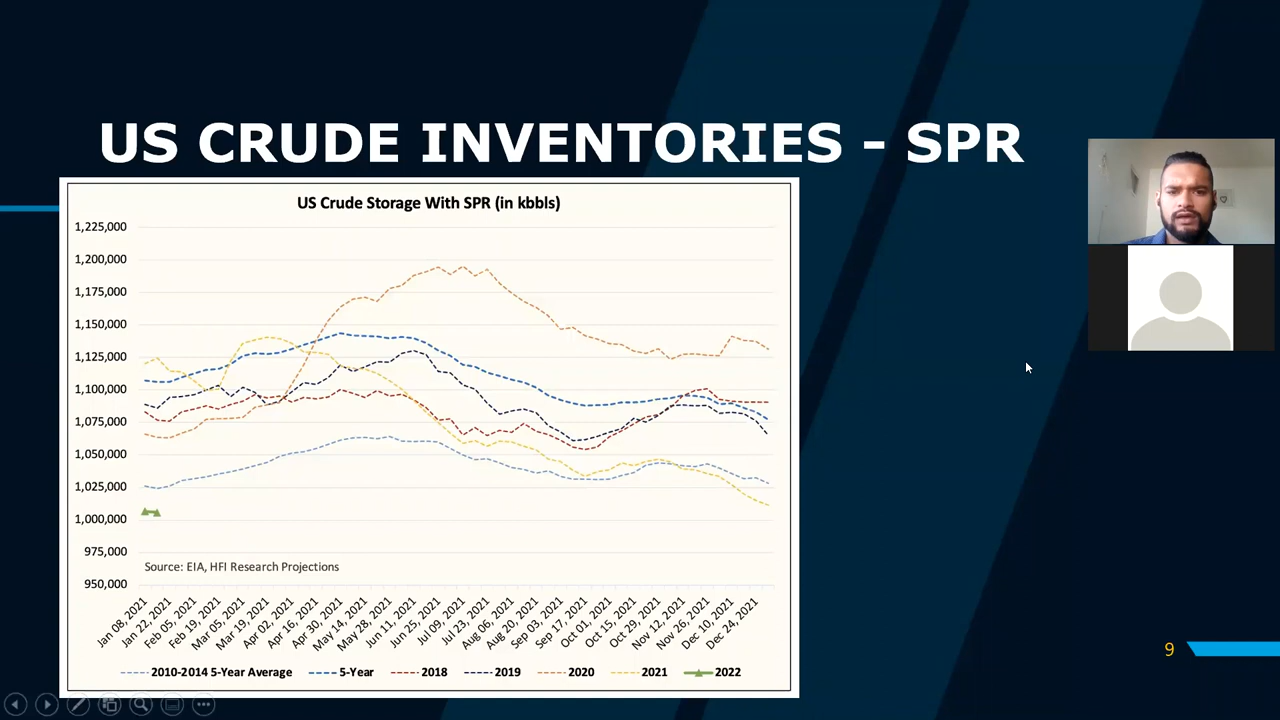 US CRUDE INVENTORIES - SPR
US Crude Storage With SPR (in kbbls)
1,225,000
1,200,000
1,175,000
1,150,000
1,125,000
1,100,000
1,075,000
1,050,000
1,025,000
1,000,000
975,000
950,000
Source: EIA, HFI Research Projections
Jan 08, 2021
Jan 22, 2021
Feb 05, 2021
Feb 19, 2021
Mar 05, 2021
Mar 19, 2021
Apr 02, 2021
Apr 16, 2021
Apr 30, 2021
May 14, 2021
May 28, 2021
Jun 11, 2021
Jun 25, 2021
Jul 09, 2021
Jul 23, 2021
Aug 06, 2021
Aug 20, 2021
Sep 03, 2021
Sep 17, 2021
Oct 01, 2021
Oct 15, 2021
Oct 29, 2021
Nov 12, 2021
Nov 26, 2021
Dec 10, 2021
Dec 24, 2021
2010-2014 5-Year Average 5-Year 2018 2019 2020 2021 2022
9